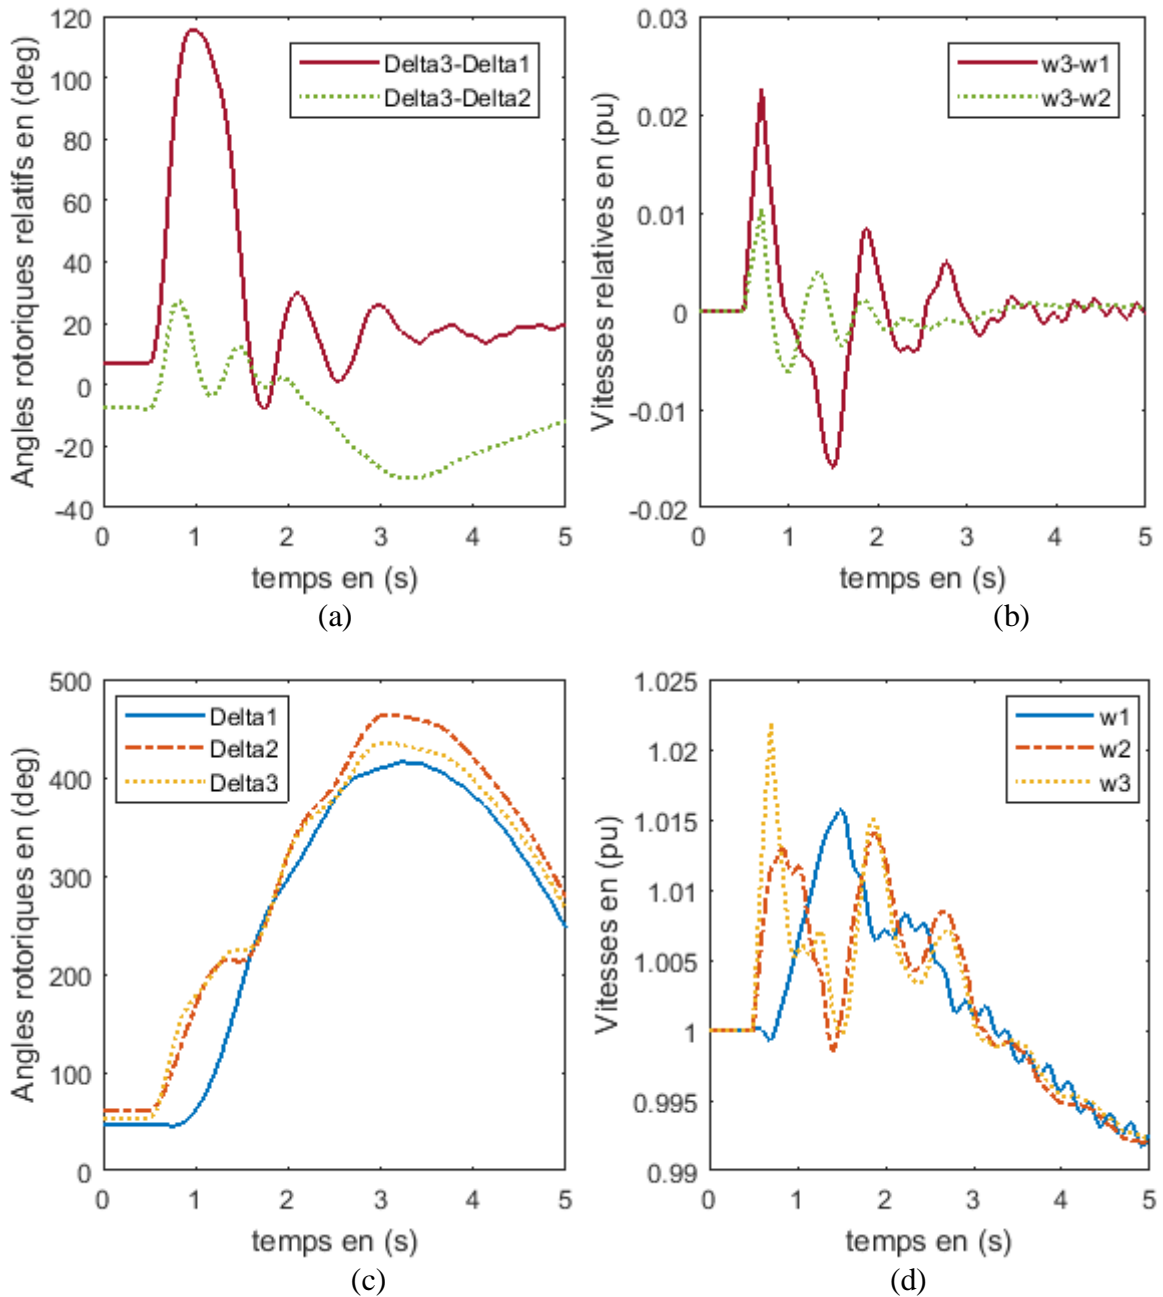 Angles rotoriques relatifs en (deg)
120
100
80
60
40
20
0
-20
-40
0 1 2 3 4 5
temps en (s)
Delta3-Delta1
Delta3-Delta2
(a)
Vitesses relatives en (pu)
0.03
0.02
0.01
0
-0.01
-0.02
0 1 2 3 4 5
temps en (s)
w3-w1
w3-w2
(b)
Angles rotoriques en (deg)
500
400
300
200
100
0
0 1 2 3 4 5
temps en (s)
Delta1
Delta2
Delta3
(c)
Vitesses en (pu)
1.025
1.02
1.015
1.01
1.005
1
0.995
0.99
0 1 2 3 4 5
temps en (s)
w1
w2
w3
(d)